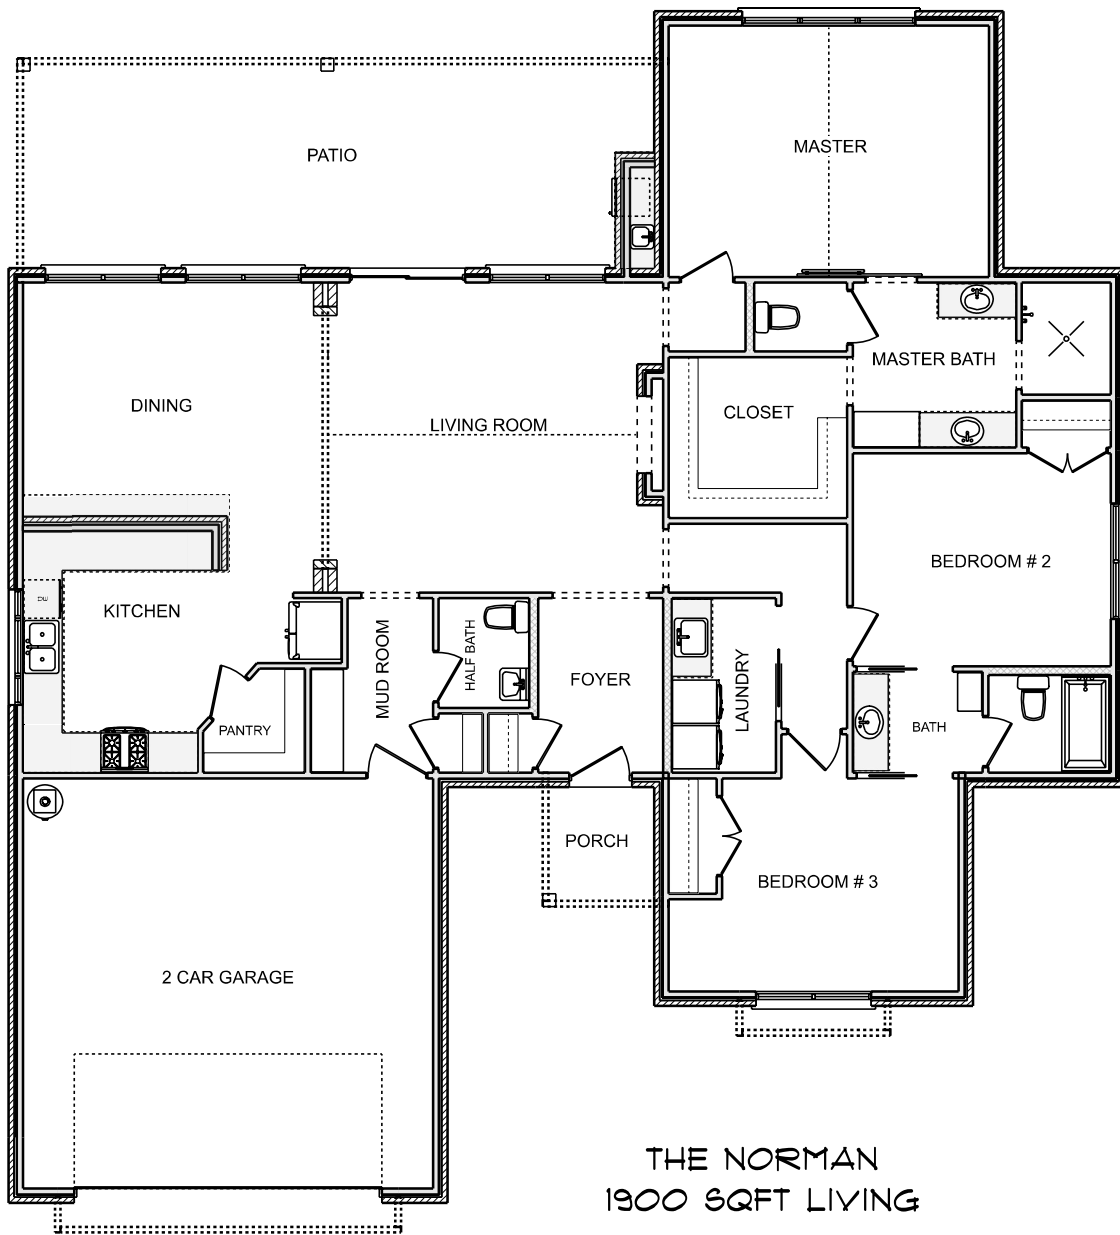 PATIO
MASTER
MASTER BATH
DINING
CLOSET
LIVING ROOM
BEDROOM # 2
KITCHEN
DW
MUD ROOM
HALF BATH
FOYER
LAUNDRY
PANTRY
BATH
PORCH
BEDROOM # 3
2 CAR GARAGE
THE NORMAN
1900 SQFT LIVING